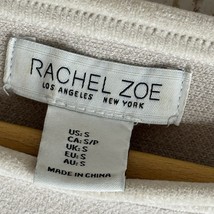 RACHEL ZOE
LOS ANGELES NEW YORK
US: S
CA: S/P
UK: S
EU: S
AU: S
MADE IN CHINA